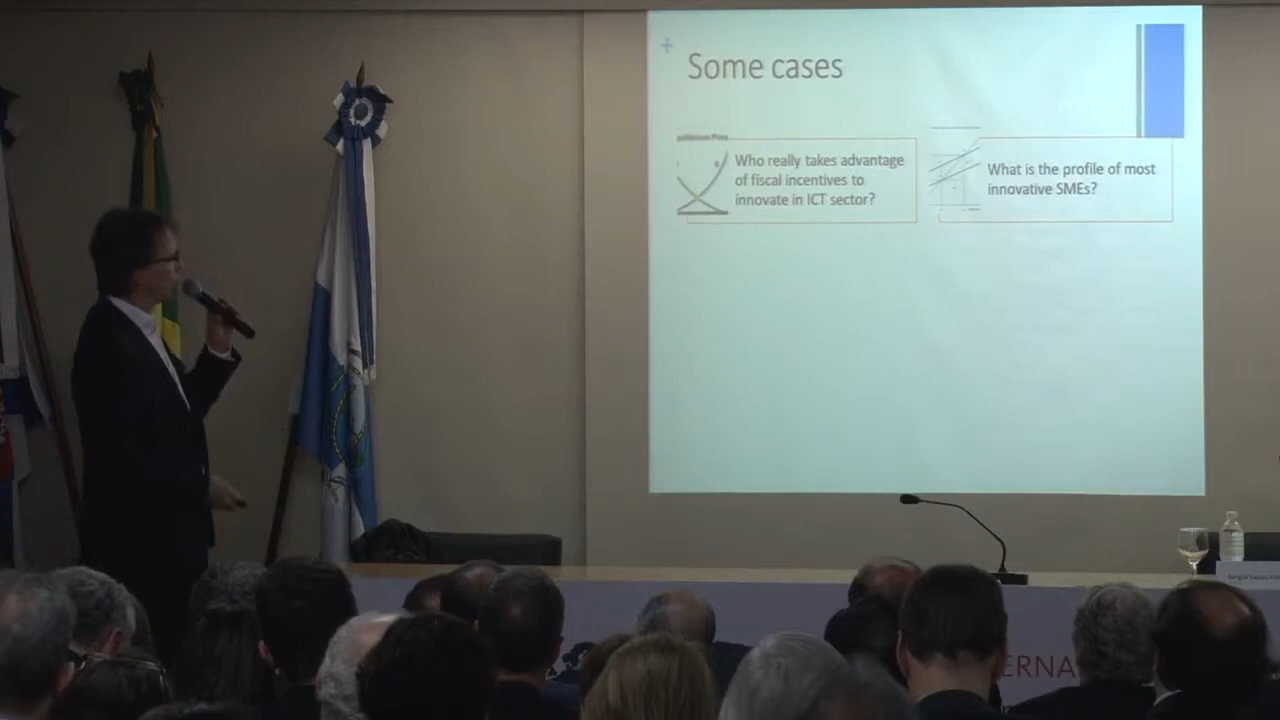 Some cases
Who really takes advantage
of fiscal incentives to
innovate in ICT sector?
What is the profile of most
innovative SMEs?
ERNA